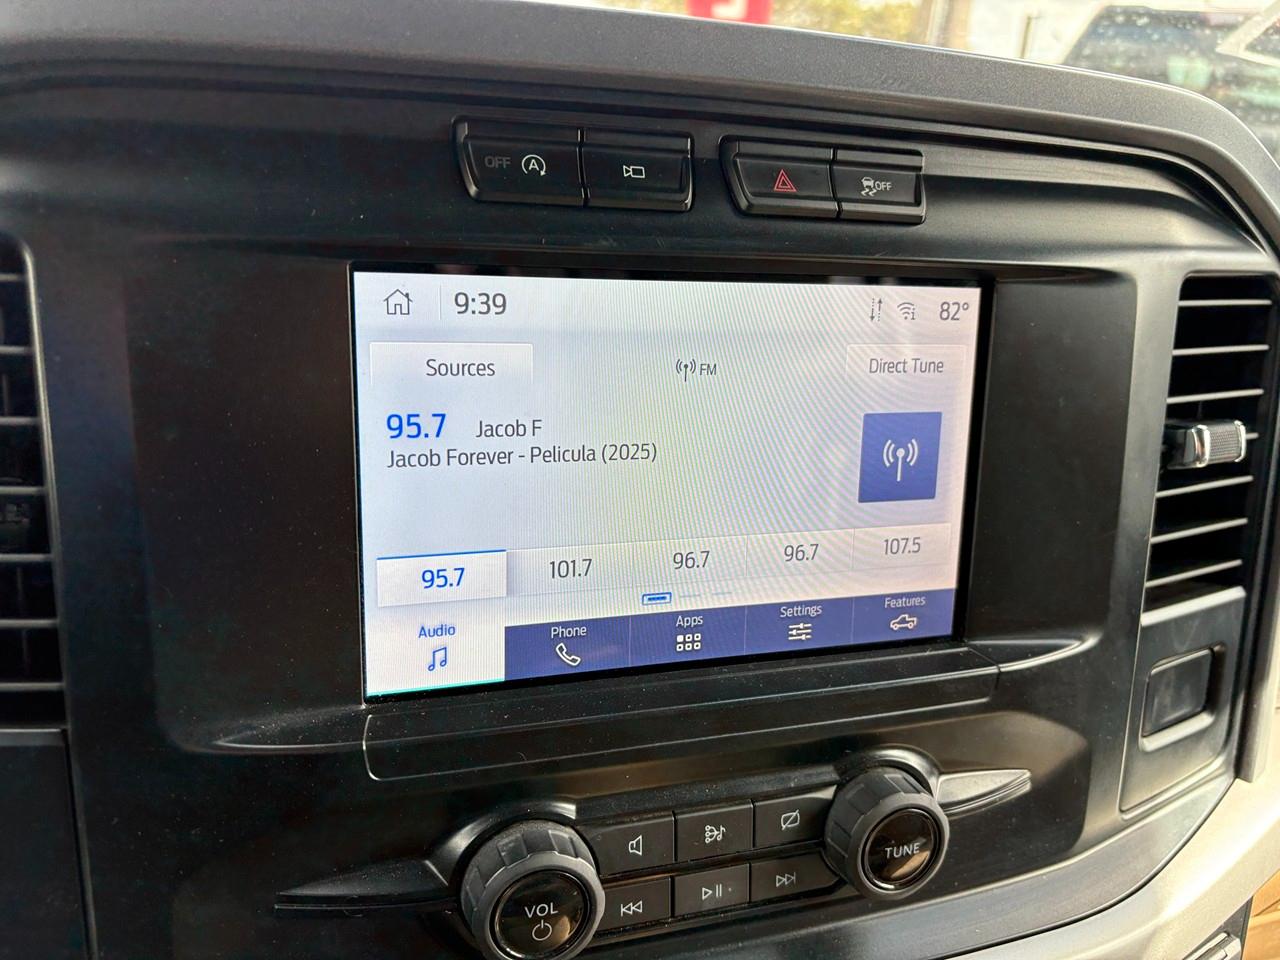 OFF A
OFF
9:39
82°
Sources
FM
Direct Tune
95.7 Jacob F
Jacob Forever - Pelicula (2025)
95.7
101.7
96.7
96.7
107.5
Audio
Phone
Apps
Settings
Features
VOL
TUNE